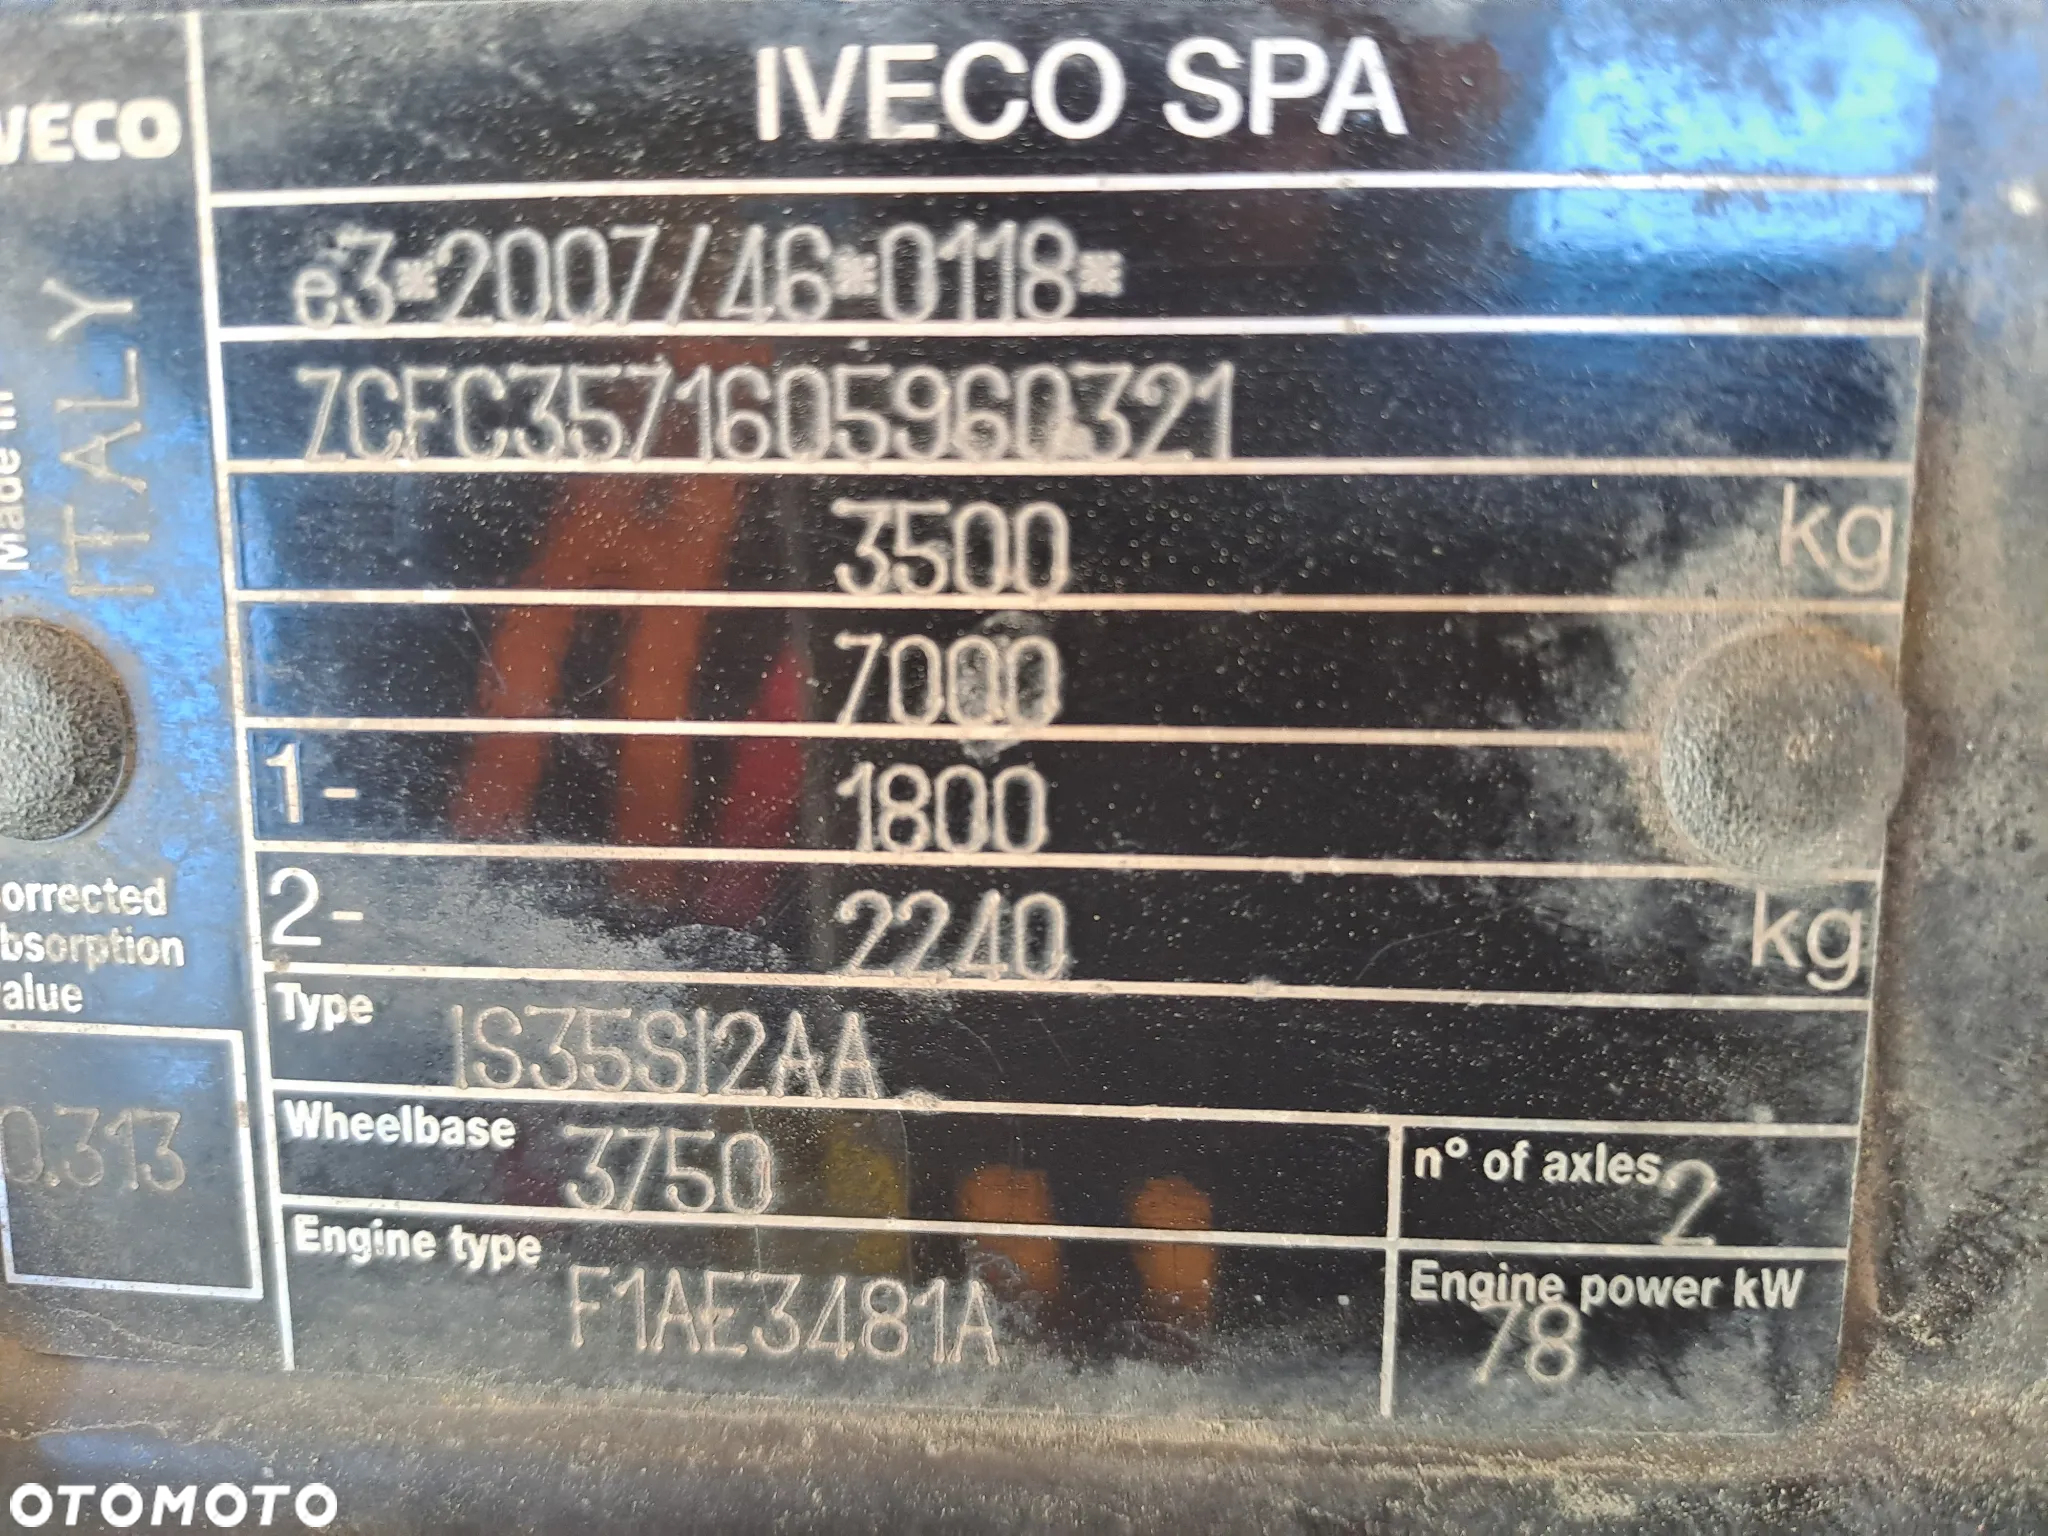 IVECO SPA
VECO
e3*2007//46*0118*
ZCFC3571605960321
Made in
ITALY
3500 kg
7000
1- 1800
2- 2240 kg
orrected
bsorption
alue
0.313
Type IS35SI2AA
Wheelbase 3750
n° of axles 2
Engine type F1AE3481A
Engine power kW
78
OTOMOTO